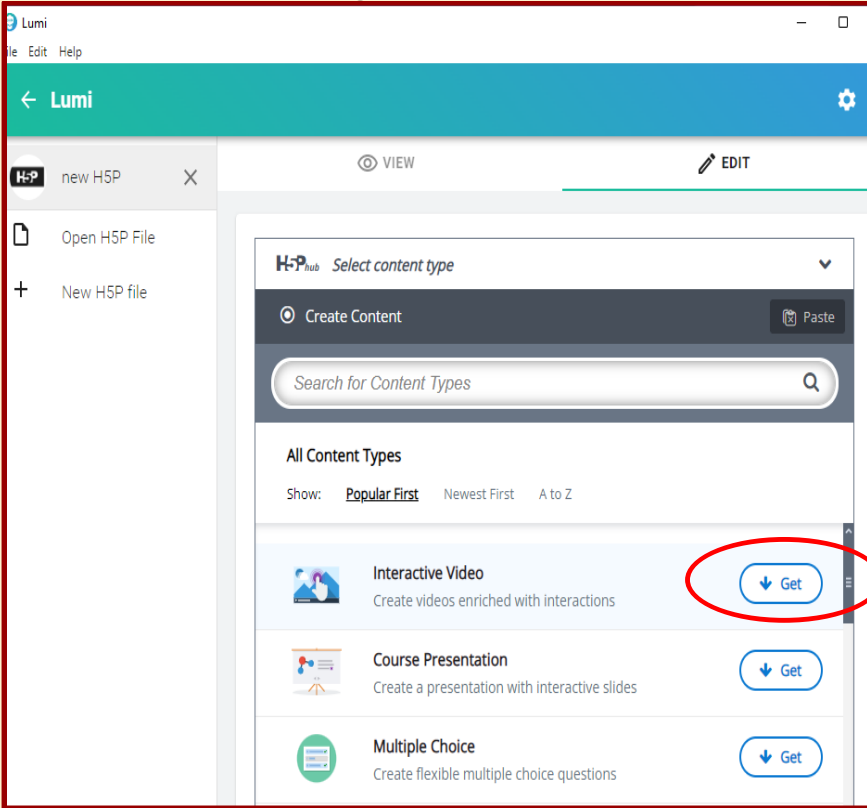 Lumi
ile Edit Help
Lumi
H5P new H5P
VIEW
EDIT
Open H5P File
New H5P file
H5Phub Select content type
Create Content
Paste
Search for Content Types
All Content Types
Show: Popular First Newest First A to Z
Interactive Video
Create videos enriched with interactions
Get
Course Presentation
Create a presentation with interactive slides
Get
Multiple Choice
Create flexible multiple choice questions
Get